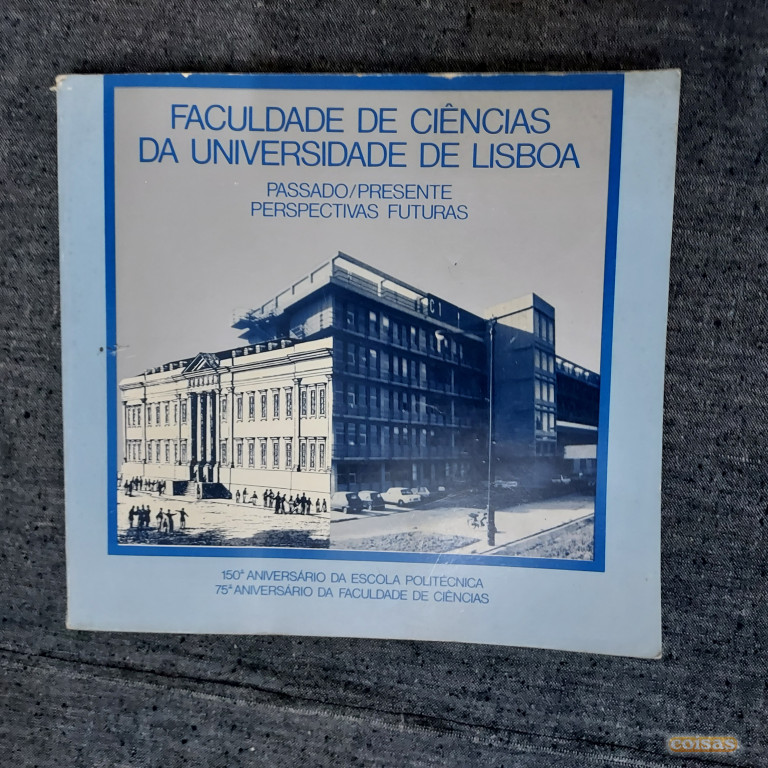 FACULDADE DE CIÊNCIAS
DA UNIVERSIDADE DE LISBOA
PASSADO/PRESENTE
PERSPECTIVAS FUTURAS
C1
150º ANIVERSÁRIO DA ESCOLA POLITÉCNICA
75º ANIVERSÁRIO DA FACULDADE DE CIÊNCIAS
coisas